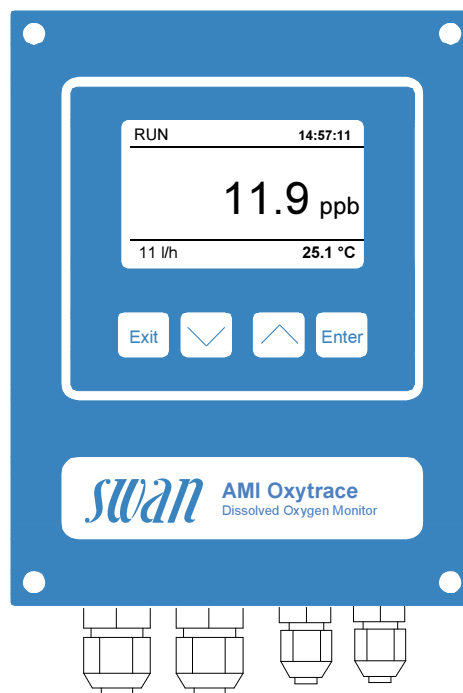 RUN 14:57:11
11.9 ppb
11 l/h 25.1 °C
Exit Enter
swan AMI Oxytrace
Dissolved Oxygen Monitor